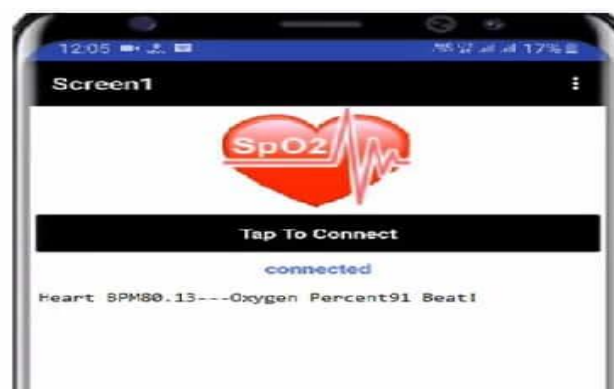 12:05 17%
Screen1
SpO2
Tap To Connect
connected
Heart BPM80.13---Oxygen Percent91 Beat!